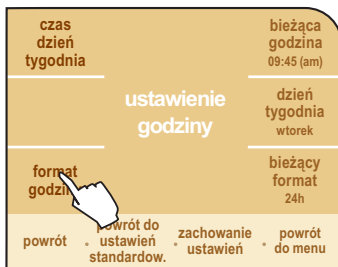 czas
dzień
tygodnia
ustawienie
godziny
bieżąca
godzina
09:45 (am)
dzień
tygodnia
wtorek
format
godziny
bieżący
format
24h
powrót
powrót do
ustawień
standardow.
zachowanie
ustawień
powrót
do menu